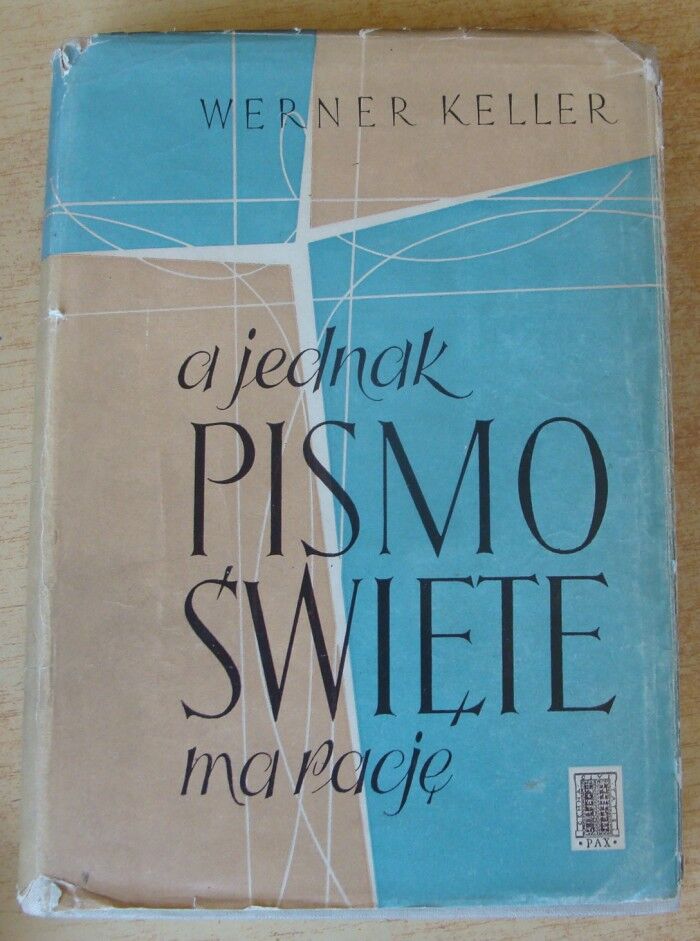 WERNER KELLER
a jednak
PISMO
ŚWIĘTE
ma rację
• PAX •